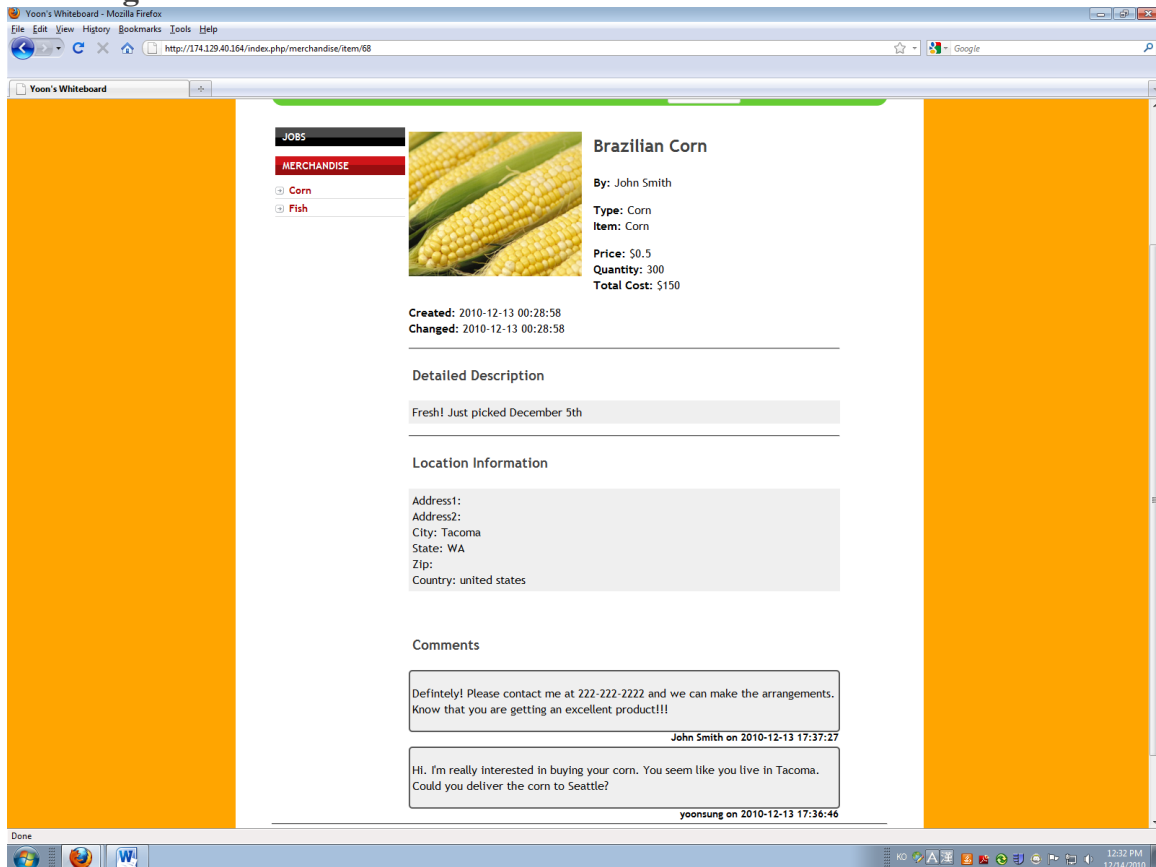 Yoon's Whiteboard - Mozilla Firefox
File Edit View History Bookmarks Tools Help
http://174.129.40.164/index.php/merchandise/item/68
Google
Yoon's Whiteboard
JOBS
MERCHANDISE
Corn
Fish
Brazilian Corn
By: John Smith
Type: Corn
Item: Corn
Price: $0.5
Quantity: 300
Total Cost: $150
Created: 2010-12-13 00:28:58
Changed: 2010-12-13 00:28:58
Detailed Description
Fresh! Just picked December 5th
Location Information
Address1:
Address2:
City: Tacoma
State: WA
Zip:
Country: united states
Comments
Defintely! Please contact me at 222-222-2222 and we can make the arrangements.
Know that you are getting an excellent product!!!
John Smith on 2010-12-13 17:37:27
Hi. I'm really interested in buying your corn. You seem like you live in Tacoma.
Could you deliver the corn to Seattle?
yoonsung on 2010-12-13 17:36:46
Done
KO A 漢
12:32 PM
12/14/2010